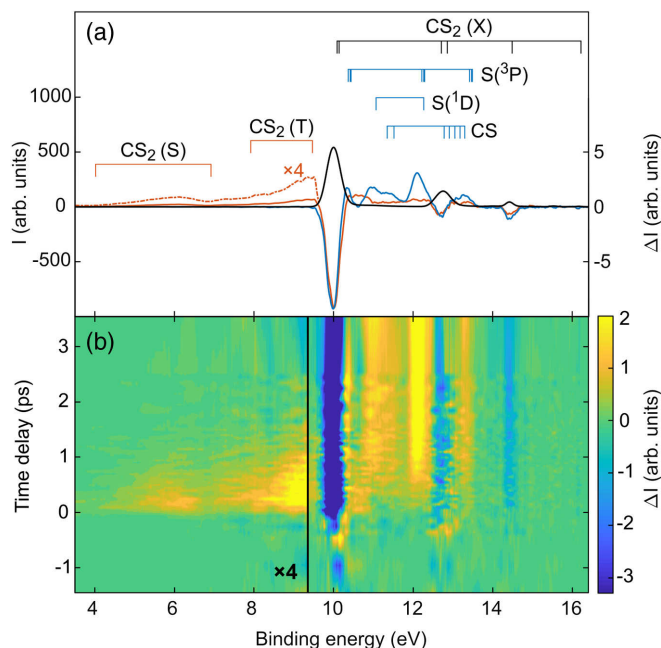 (a)
CS2 (X)
S(3P)
S(1D)
CS
CS2 (T)
CS2 (S)
×4
I (arb. units)
1000
500
0
-500
ΔI (arb. units)
5
0
-5
(b)
Time delay (ps)
3
2
1
0
-1
×4
4 6 8 10 12 14 16
Binding energy (eV)
ΔI (arb. units)
2
1
0
-1
-2
-3